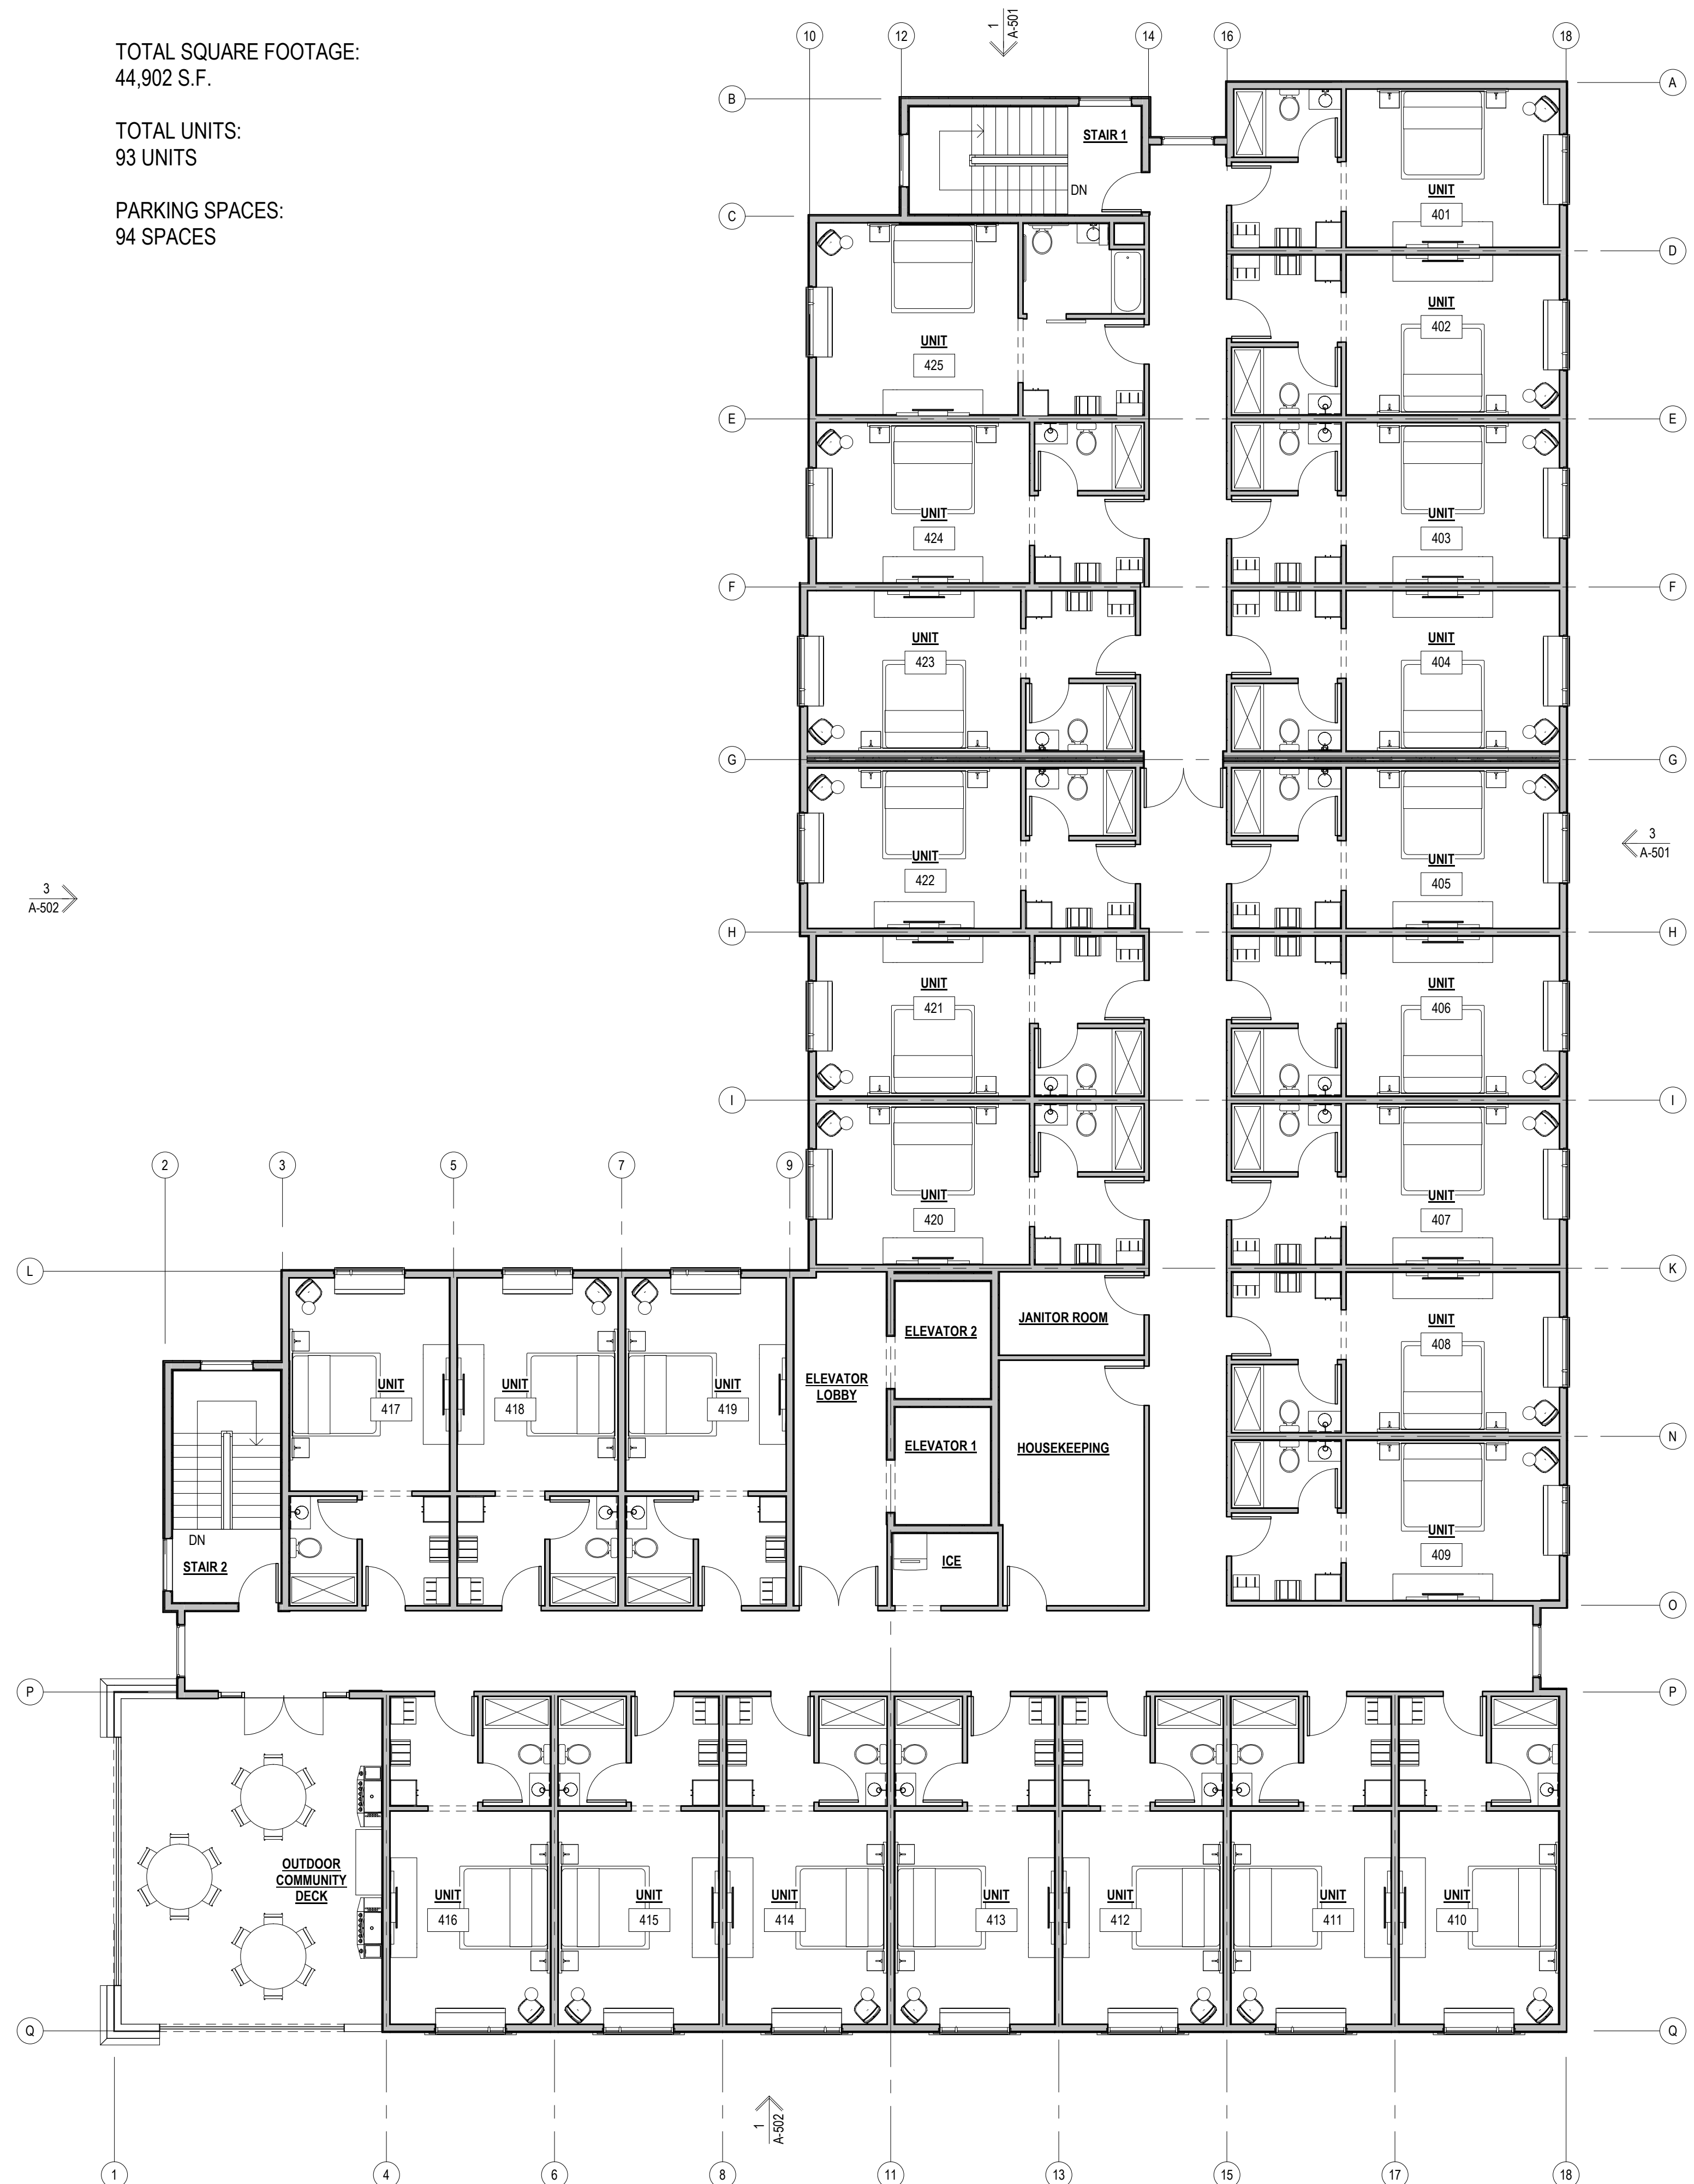 TOTAL SQUARE FOOTAGE:
44,902 S.F.
TOTAL UNITS:
93 UNITS
PARKING SPACES:
94 SPACES
1
A-501
10
12
14
16
18
A
B
STAIR 1
DN
UNIT
401
C
D
UNIT
402
UNIT
425
E
E
UNIT
424
UNIT
403
F
F
UNIT
423
UNIT
404
G
G
3
A-501
UNIT
422
UNIT
405
3
A-502
H
H
UNIT
421
UNIT
406
I
I
2
3
5
7
9
UNIT
420
UNIT
407
L
K
JANITOR ROOM
ELEVATOR 2
UNIT
408
ELEVATOR
LOBBY
UNIT
417
UNIT
418
UNIT
419
N
ELEVATOR 1
HOUSEKEEPING
DN
STAIR 2
UNIT
409
ICE
O
P
P
OUTDOOR
COMMUNITY
DECK
UNIT
416
UNIT
415
UNIT
414
UNIT
413
UNIT
412
UNIT
411
UNIT
410
Q
Q
1
A-502
1
4
6
8
11
13
15
17
18